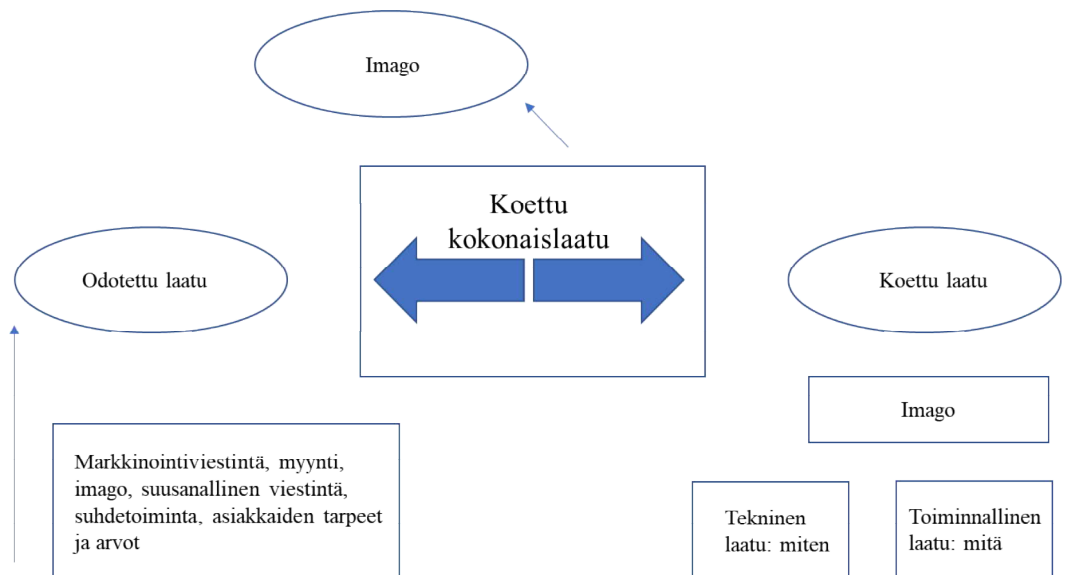 Imago
Koettu
kokonaislaatu
Odotettu laatu
Koettu laatu
Imago
Markkinointiviestintä, myynti,
imago, suusanallinen viestintä,
suhdetoiminta, asiakkaiden tarpeet
ja arvot
Tekninen
laatu: miten
Toiminnallinen
laatu: mitä